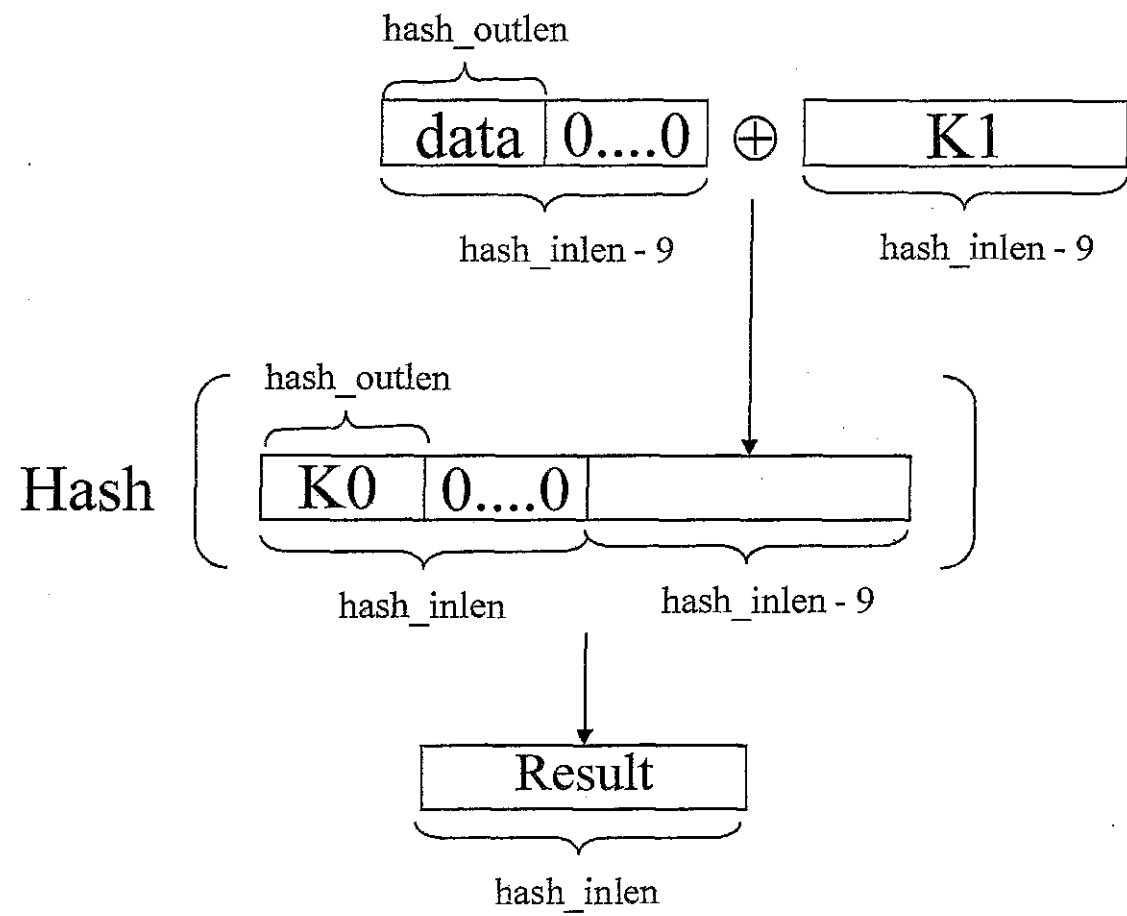 hash_outlen
data 0....0 ⊕ K1
hash_inlen - 9 hash_inlen - 9
hash_outlen
Hash K0 0....0
hash_inlen hash_inlen - 9
Result
hash_inlen